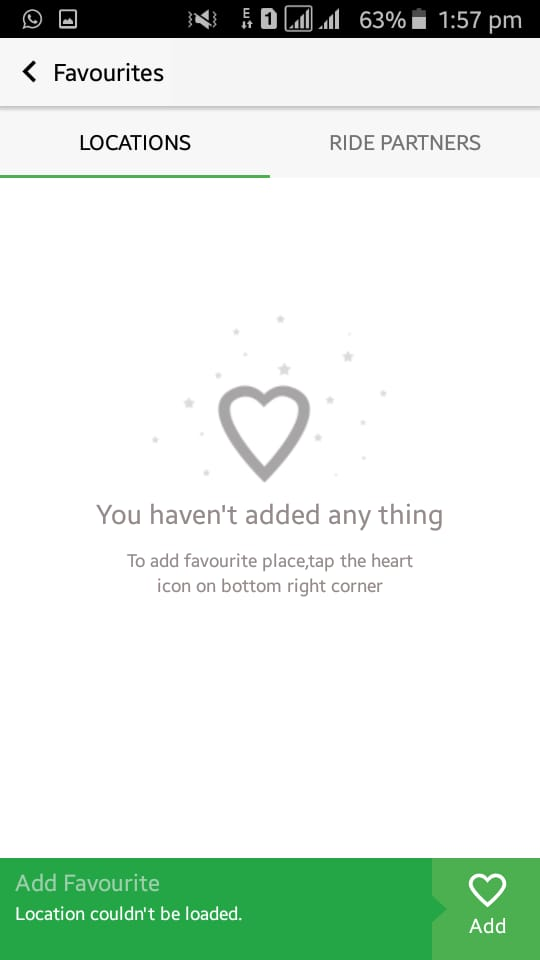 E 1 63% 1:57 pm
Favourites
LOCATIONS RIDE PARTNERS
You haven't added any thing
To add favourite place,tap the heart
icon on bottom right corner
Add Favourite
Location couldn't be loaded.
Add